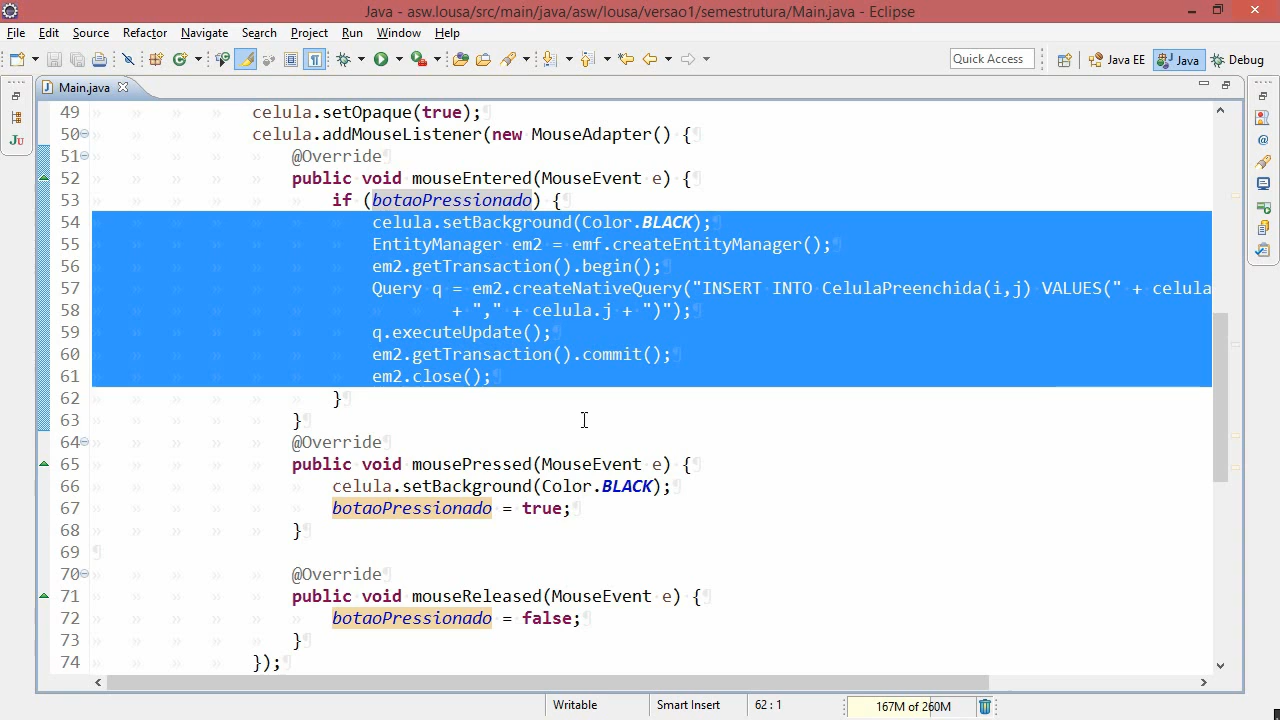 Java - asw.lousa/src/main/java/asw/lousa/versao1/semestrutura/Main.java - Eclipse
File Edit Source Refactor Navigate Search Project Run Window Help
Quick Access Java EE Java Debug
Main.java
49 celula.setOpaque(true);
50 celula.addMouseListener(new MouseAdapter() {
51 @Override
52 public void mouseEntered(MouseEvent e) {
53 if (botaoPressionado) {
54 celula.setBackground(Color.BLACK);
55 EntityManager em2 = emf.createEntityManager();
56 em2.getTransaction().begin();
57 Query q = em2.createNativeQuery("INSERT INTO CelulaPreenchida(i,j) VALUES(" + celula
58 + "," + celula.j + ")");
59 q.executeUpdate();
60 em2.getTransaction().commit();
61 em2.close();
62 }
63 }
64 @Override
65 public void mousePressed(MouseEvent e) {
66 celula.setBackground(Color.BLACK);
67 botaoPressionado = true;
68 }
69
70 @Override
71 public void mouseReleased(MouseEvent e) {
72 botaoPressionado = false;
73 }
74 });
Writable Smart Insert 62 : 1 167M of 260M